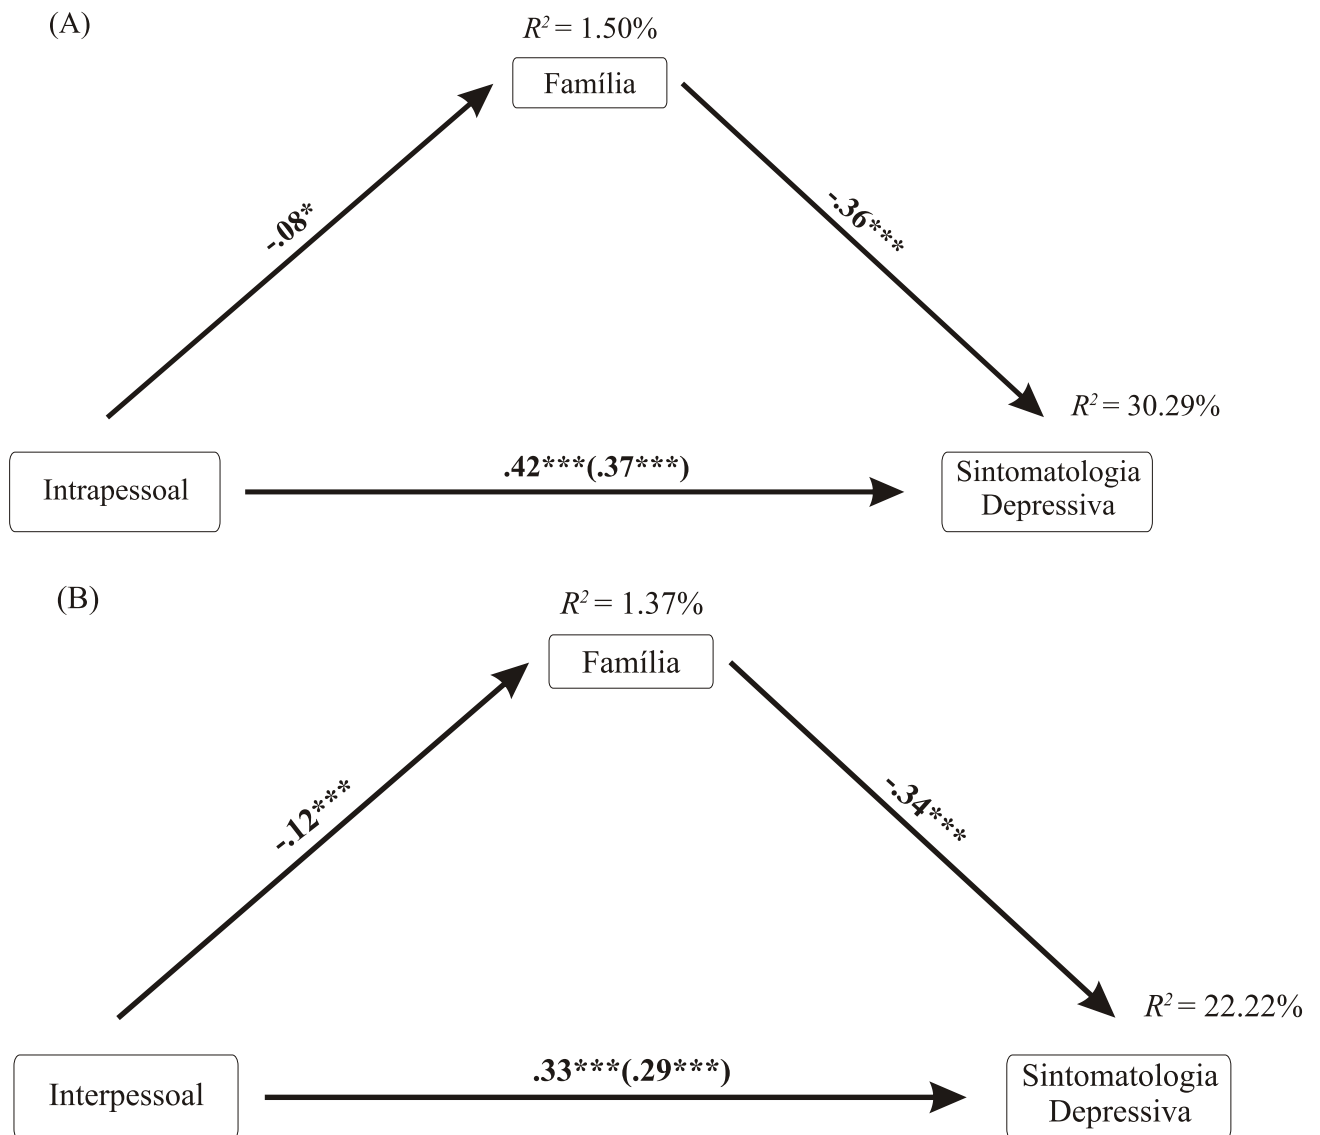 (A)
R² = 1.50%
Família
-.08*
-.36***
R² = 30.29%
.42***(.37***)
Intrapessoal
Sintomatologia
Depressiva
(B)
R² = 1.37%
Família
-.12***
-.34***
R² = 22.22%
.33***(.29***)
Interpessoal
Sintomatologia
Depressiva